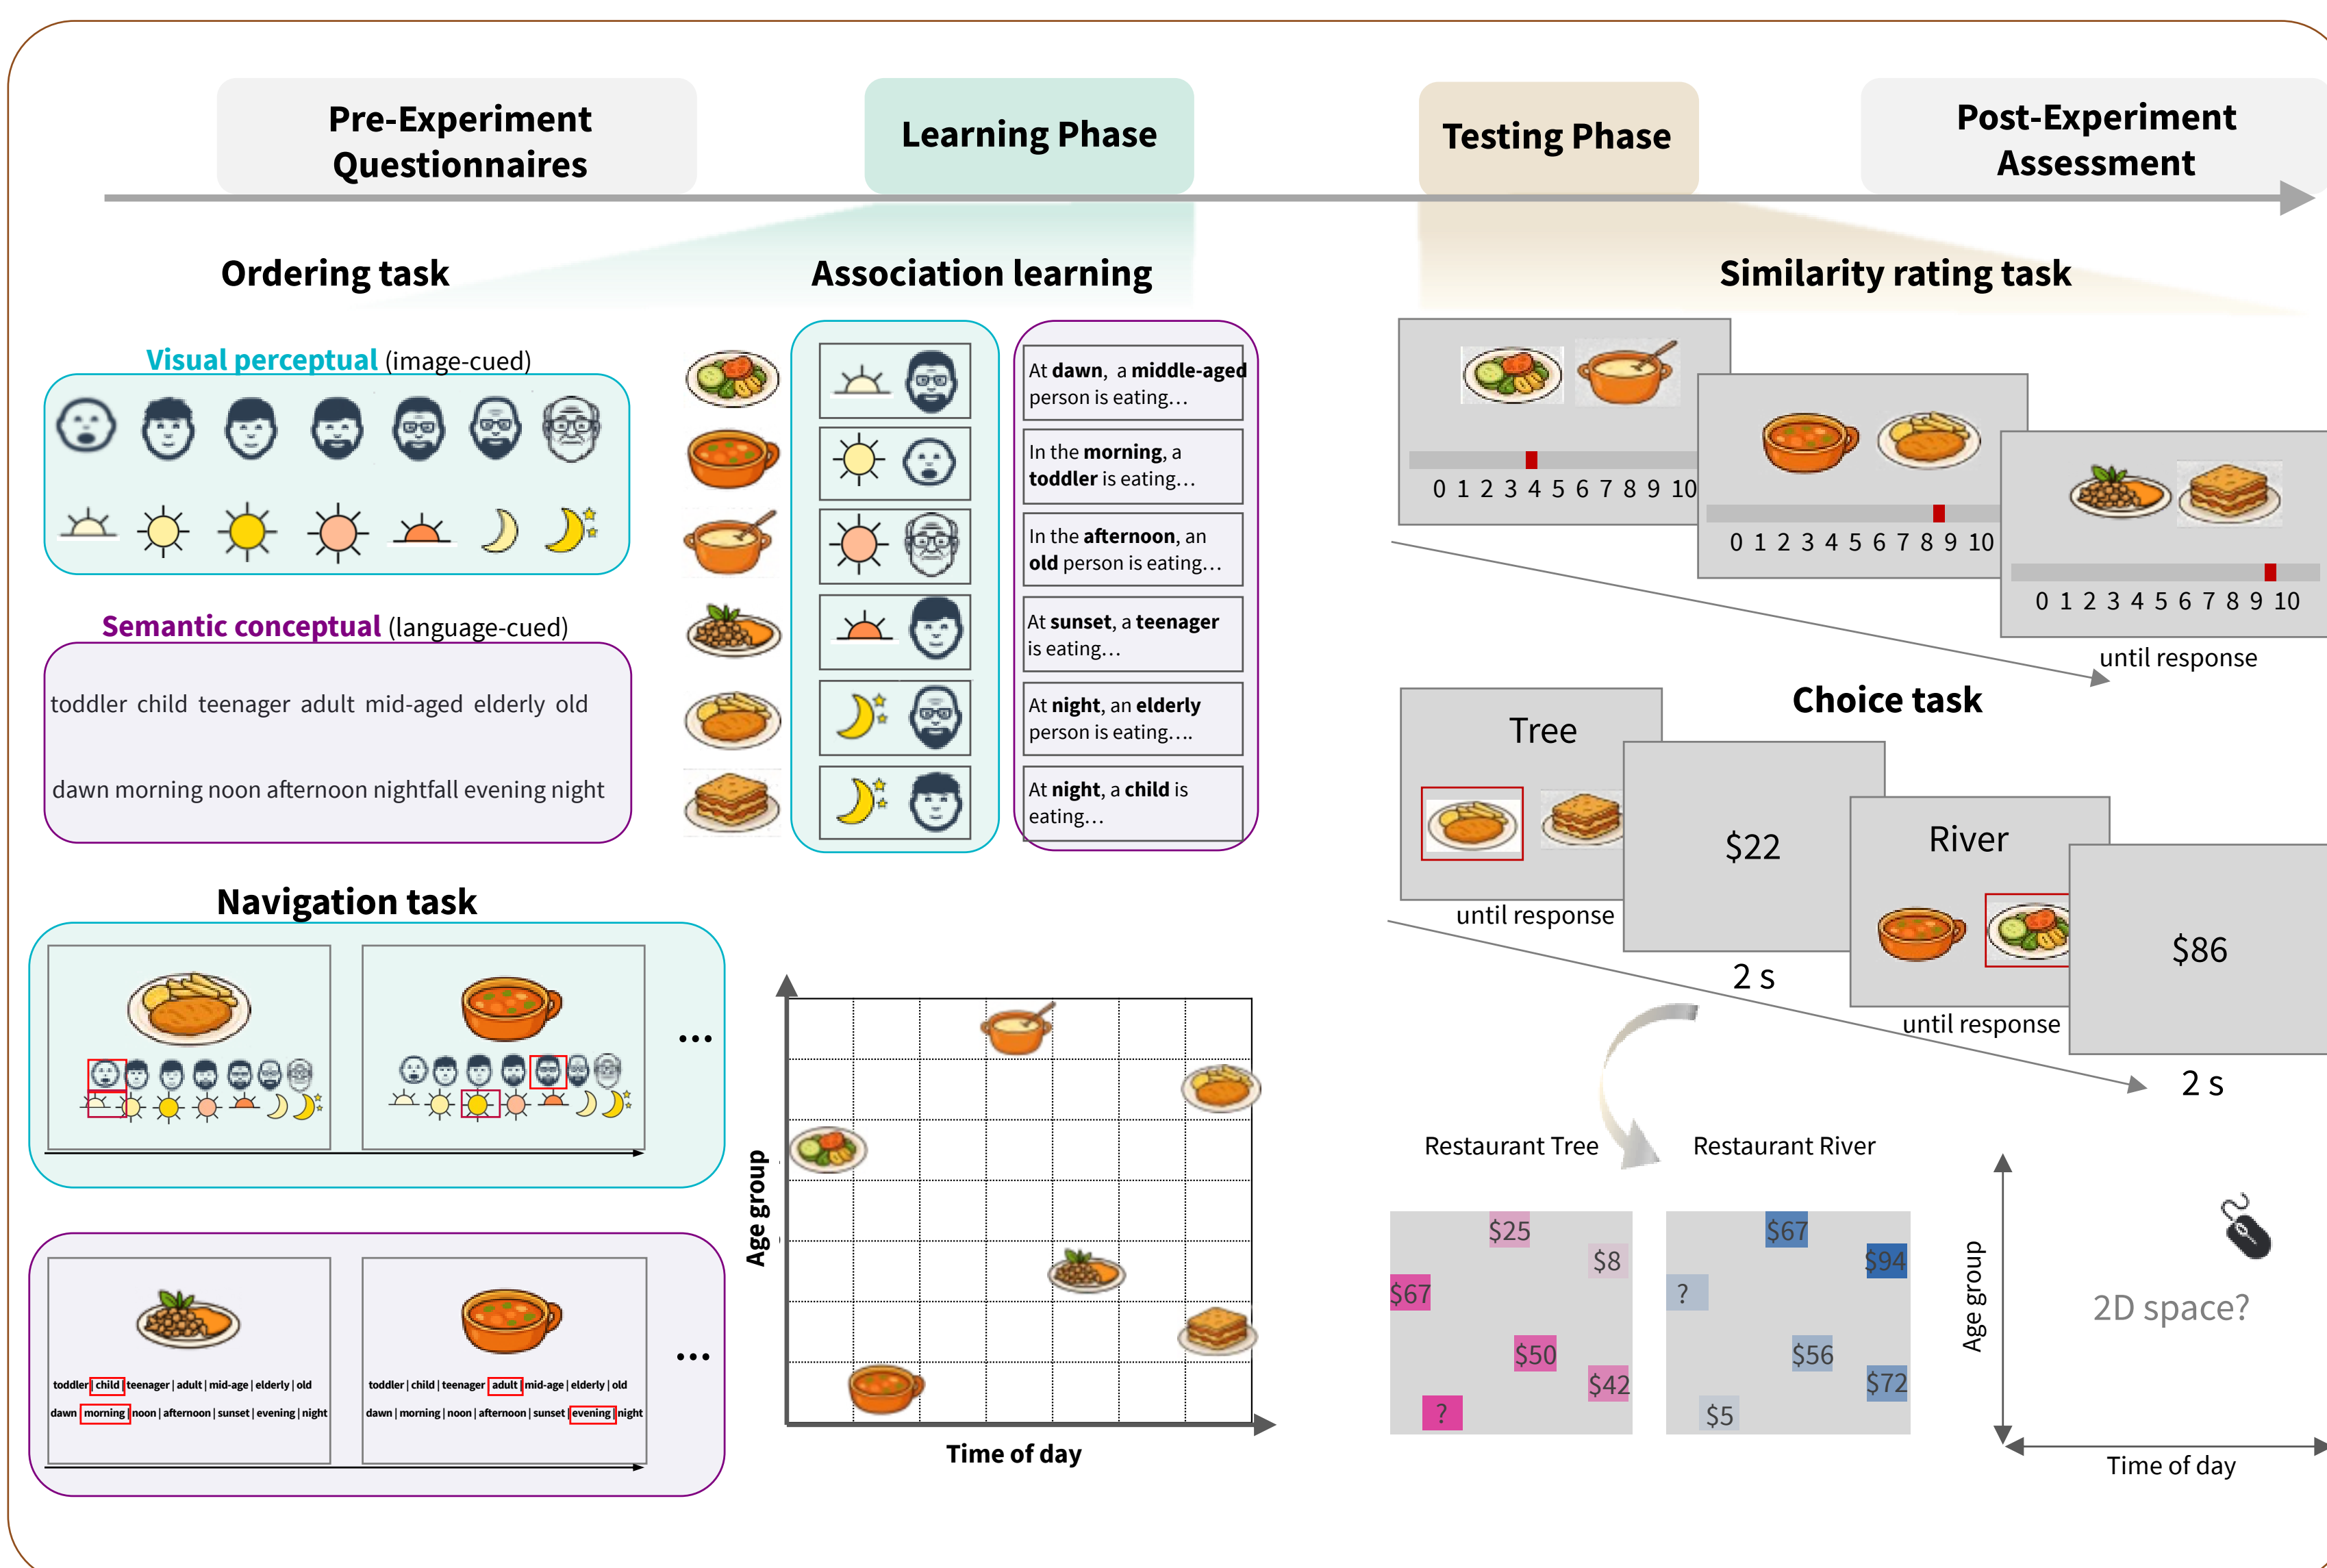 Pre-Experiment
Questionnaires
Learning Phase
Testing Phase
Post-Experiment
Assessment
Ordering task
Visual perceptual (image-cued)
Semantic conceptual (language-cued)
toddler child teenager adult mid-aged elderly old
dawn morning noon afternoon nightfall evening night
Association learning
At dawn, a middle-aged
person is eating…
In the morning, a
toddler is eating…
In the afternoon, an
old person is eating…
At sunset, a teenager
is eating…
At night, an elderly
person is eating….
At night, a child is
eating…
Navigation task
...
toddler | child | teenager | adult | mid-age | elderly | old
dawn | morning | noon | afternoon | sunset | evening | night
toddler | child | teenager | adult | mid-age | elderly | old
dawn | morning | noon | afternoon | sunset | evening | night
...
Age group
Time of day
Similarity rating task
0 1 2 3 4 5 6 7 8 9 10
0 1 2 3 4 5 6 7 8 9 10
0 1 2 3 4 5 6 7 8 9 10
until response
Choice task
Tree
until response
$22
2 s
River
until response
$86
2 s
Restaurant Tree
$25
$8
$67
$50
$42
?
Restaurant River
$67
$94
?
$56
$72
$5
Age group
2D space?
Time of day